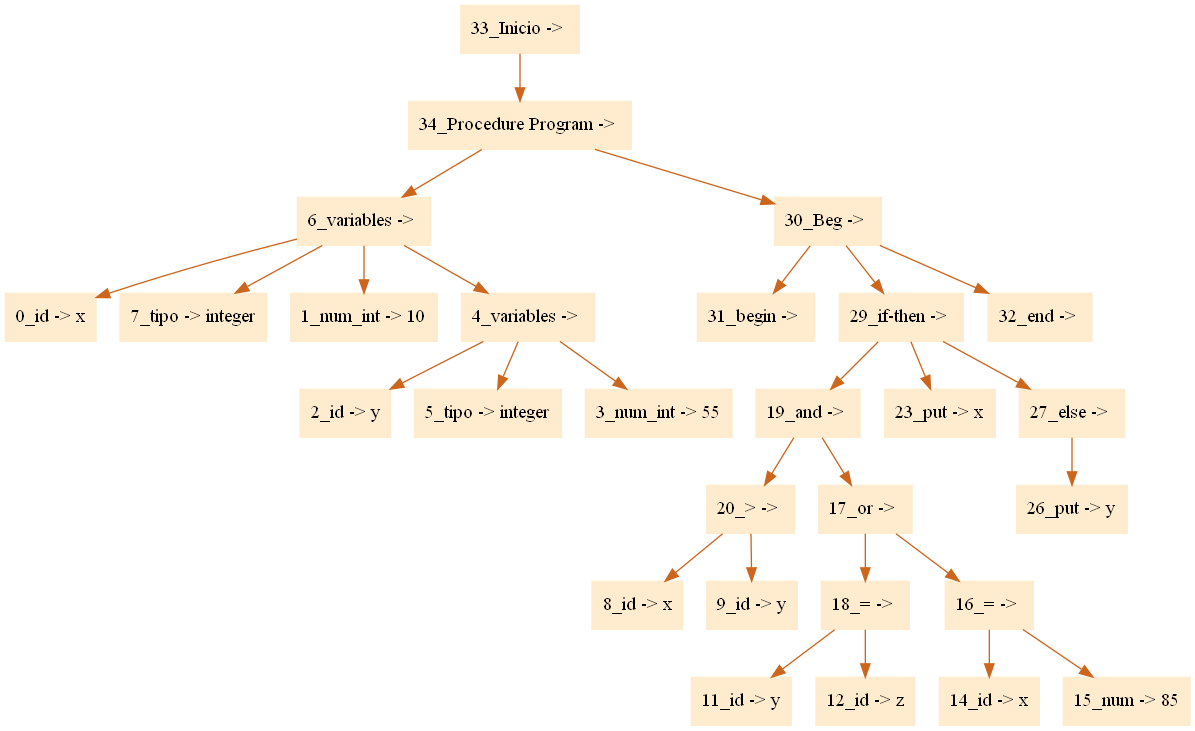 33_Inicio ->
34_Procedure Program ->
6_variables ->
30_Beg ->
0_id -> x
7_tipo -> integer
1_num_int -> 10
4_variables ->
31_begin ->
29_if-then ->
32_end ->
2_id -> y
5_tipo -> integer
3_num_int -> 55
19_and ->
23_put -> x
27_else ->
20_> ->
17_or ->
26_put -> y
8_id -> x
9_id -> y
18_= ->
16_= ->
11_id -> y
12_id -> z
14_id -> x
15_num -> 85